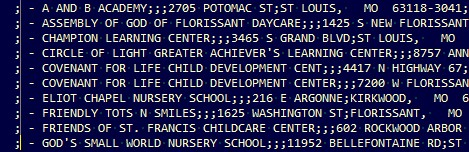 ; - A AND B ACADEMY;;;2705 POTOMAC ST;ST LOUIS,   MO  63118-3041;
; - ASSEMBLY OF GOD OF FLORISSANT DAYCARE;;;1425 S NEW FLORISSANT
; - CHAMPION LEARNING CENTER;;;3465 S GRAND BLVD;ST LOUIS,   MO
; - CIRCLE OF LIGHT GREATER ACHIEVER'S LEARNING CENTER;;;8757 ANN
; - COVENANT FOR LIFE CHILD DEVELOPMENT CENT;;;4417 N HIGHWAY 67;
; - COVENANT FOR LIFE CHILD DEVELOPMENT CENTER;;;7200 W FLORISSAN
; - ELIOT CHAPEL NURSERY SCHOOL;;;216 E ARGONNE;KIRKWOOD,   MO  6
; - FRIENDLY TOTS N SMILES;;;1625 WASHINGTON ST;FLORISSANT,   MO
; - FRIENDS OF ST. FRANCIS CHILDCARE CENTER;;;602 ROCKWOOD ARBOR
; - GOD'S SMALL WORLD NURSERY SCHOOL;;;11952 BELLEFONTAINE RD;ST